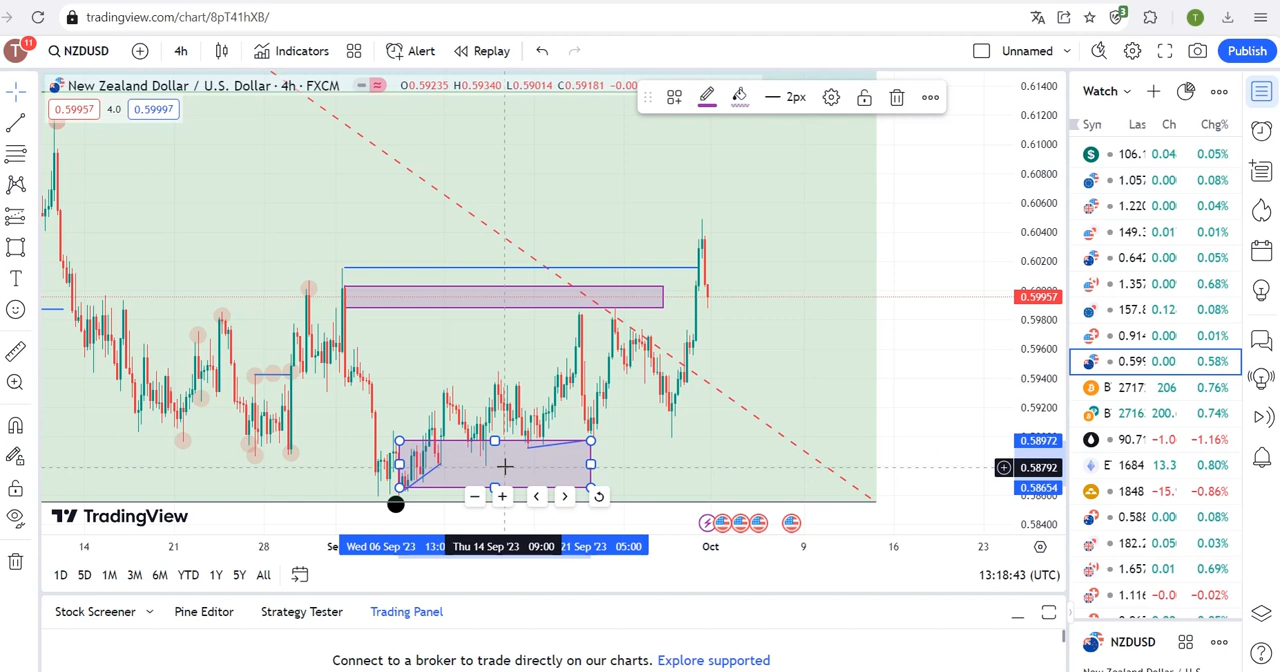 tradingview.com/chart/8pT41hXB/
3
T
T
11
NZDUSD
4h
Indicators
Alert
Replay
Unnamed
Publish
New Zealand Dollar / U.S. Dollar · 4h · FXCM
O0.59235 H0.59340 L0.59014 C0.59181 -0.00
0.59957 4.0 0.59997
2px
0.61400
0.61200
0.61000
0.60800
0.60600
0.60400
0.60200
0.59957
0.59800
0.59600
0.59400
0.59200
0.58972
0.58792
0.58654
0.58400
TradingView
14
21
28
Se
Wed 06 Sep '23 13:0
Thu 14 Sep '23 09:00
21 Sep '23 05:00
Oct
9
16
23
1D 5D 1M 3M 6M YTD 1Y 5Y All
13:18:43 (UTC)
Stock Screener
Pine Editor
Strategy Tester
Trading Panel
Connect to a broker to trade directly on our charts. Explore supported
Watch
Syn Las Ch Chg%
106.1 0.04 0.05%
1.057 0.00 0.08%
1.220 0.00 0.04%
149.3 0.01 0.01%
0.642 0.00 0.05%
1.357 0.00 0.68%
157.8 0.12 0.08%
0.914 0.00 0.01%
0.599 0.00 0.58%
B 2717 206 0.76%
B 2716 200. 0.74%
90.71 -1.0 -1.16%
E 1684 13.3 0.80%
1848 -15. -0.86%
0.588 0.00 0.08%
182.2 0.05 0.03%
1.657 0.01 0.69%
1.116 -0.0 -0.02%
NZDUSD